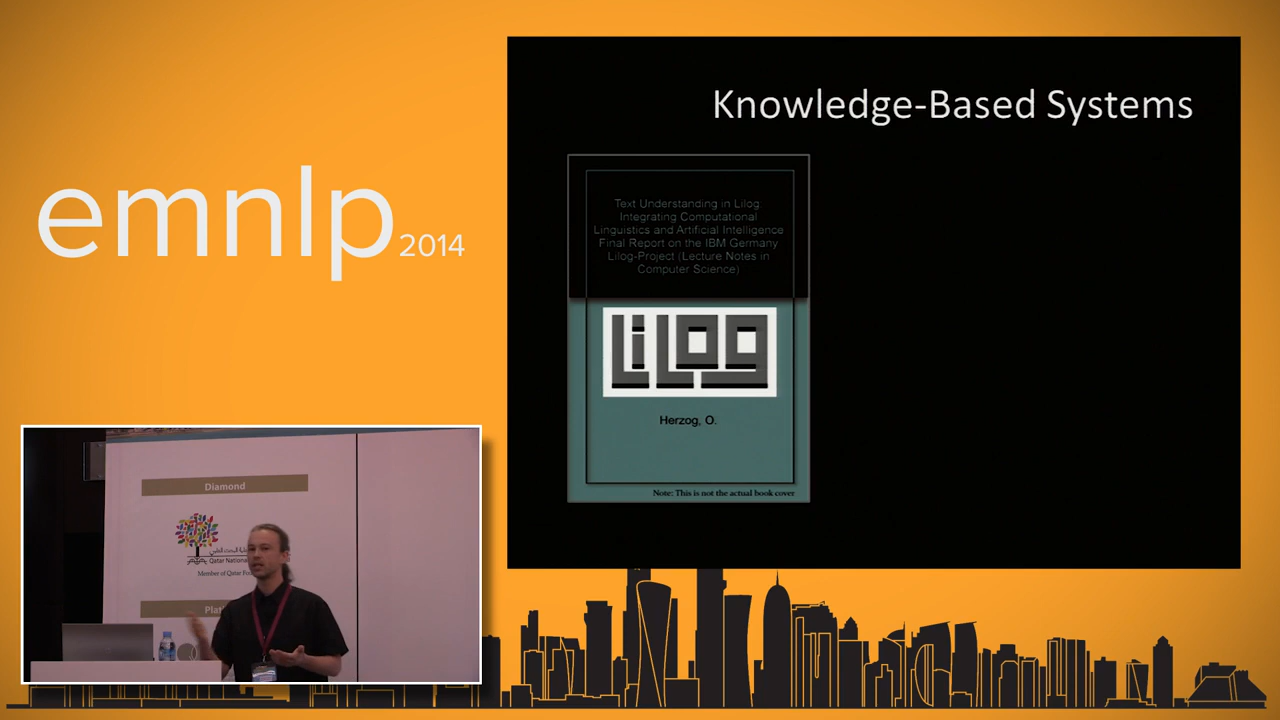 emnlp 2014
Knowledge-Based Systems
Text Understanding in Lilog:
Integrating Computational
Linguistics and Artificial Intelligence
Final Report on the IBM Germany
Lilog-Project (Lecture Notes in
Computer Science)
LiLOG
Herzog, O.
Note: This is not the actual book cover
Diamond
Qatar National
Member of Qatar